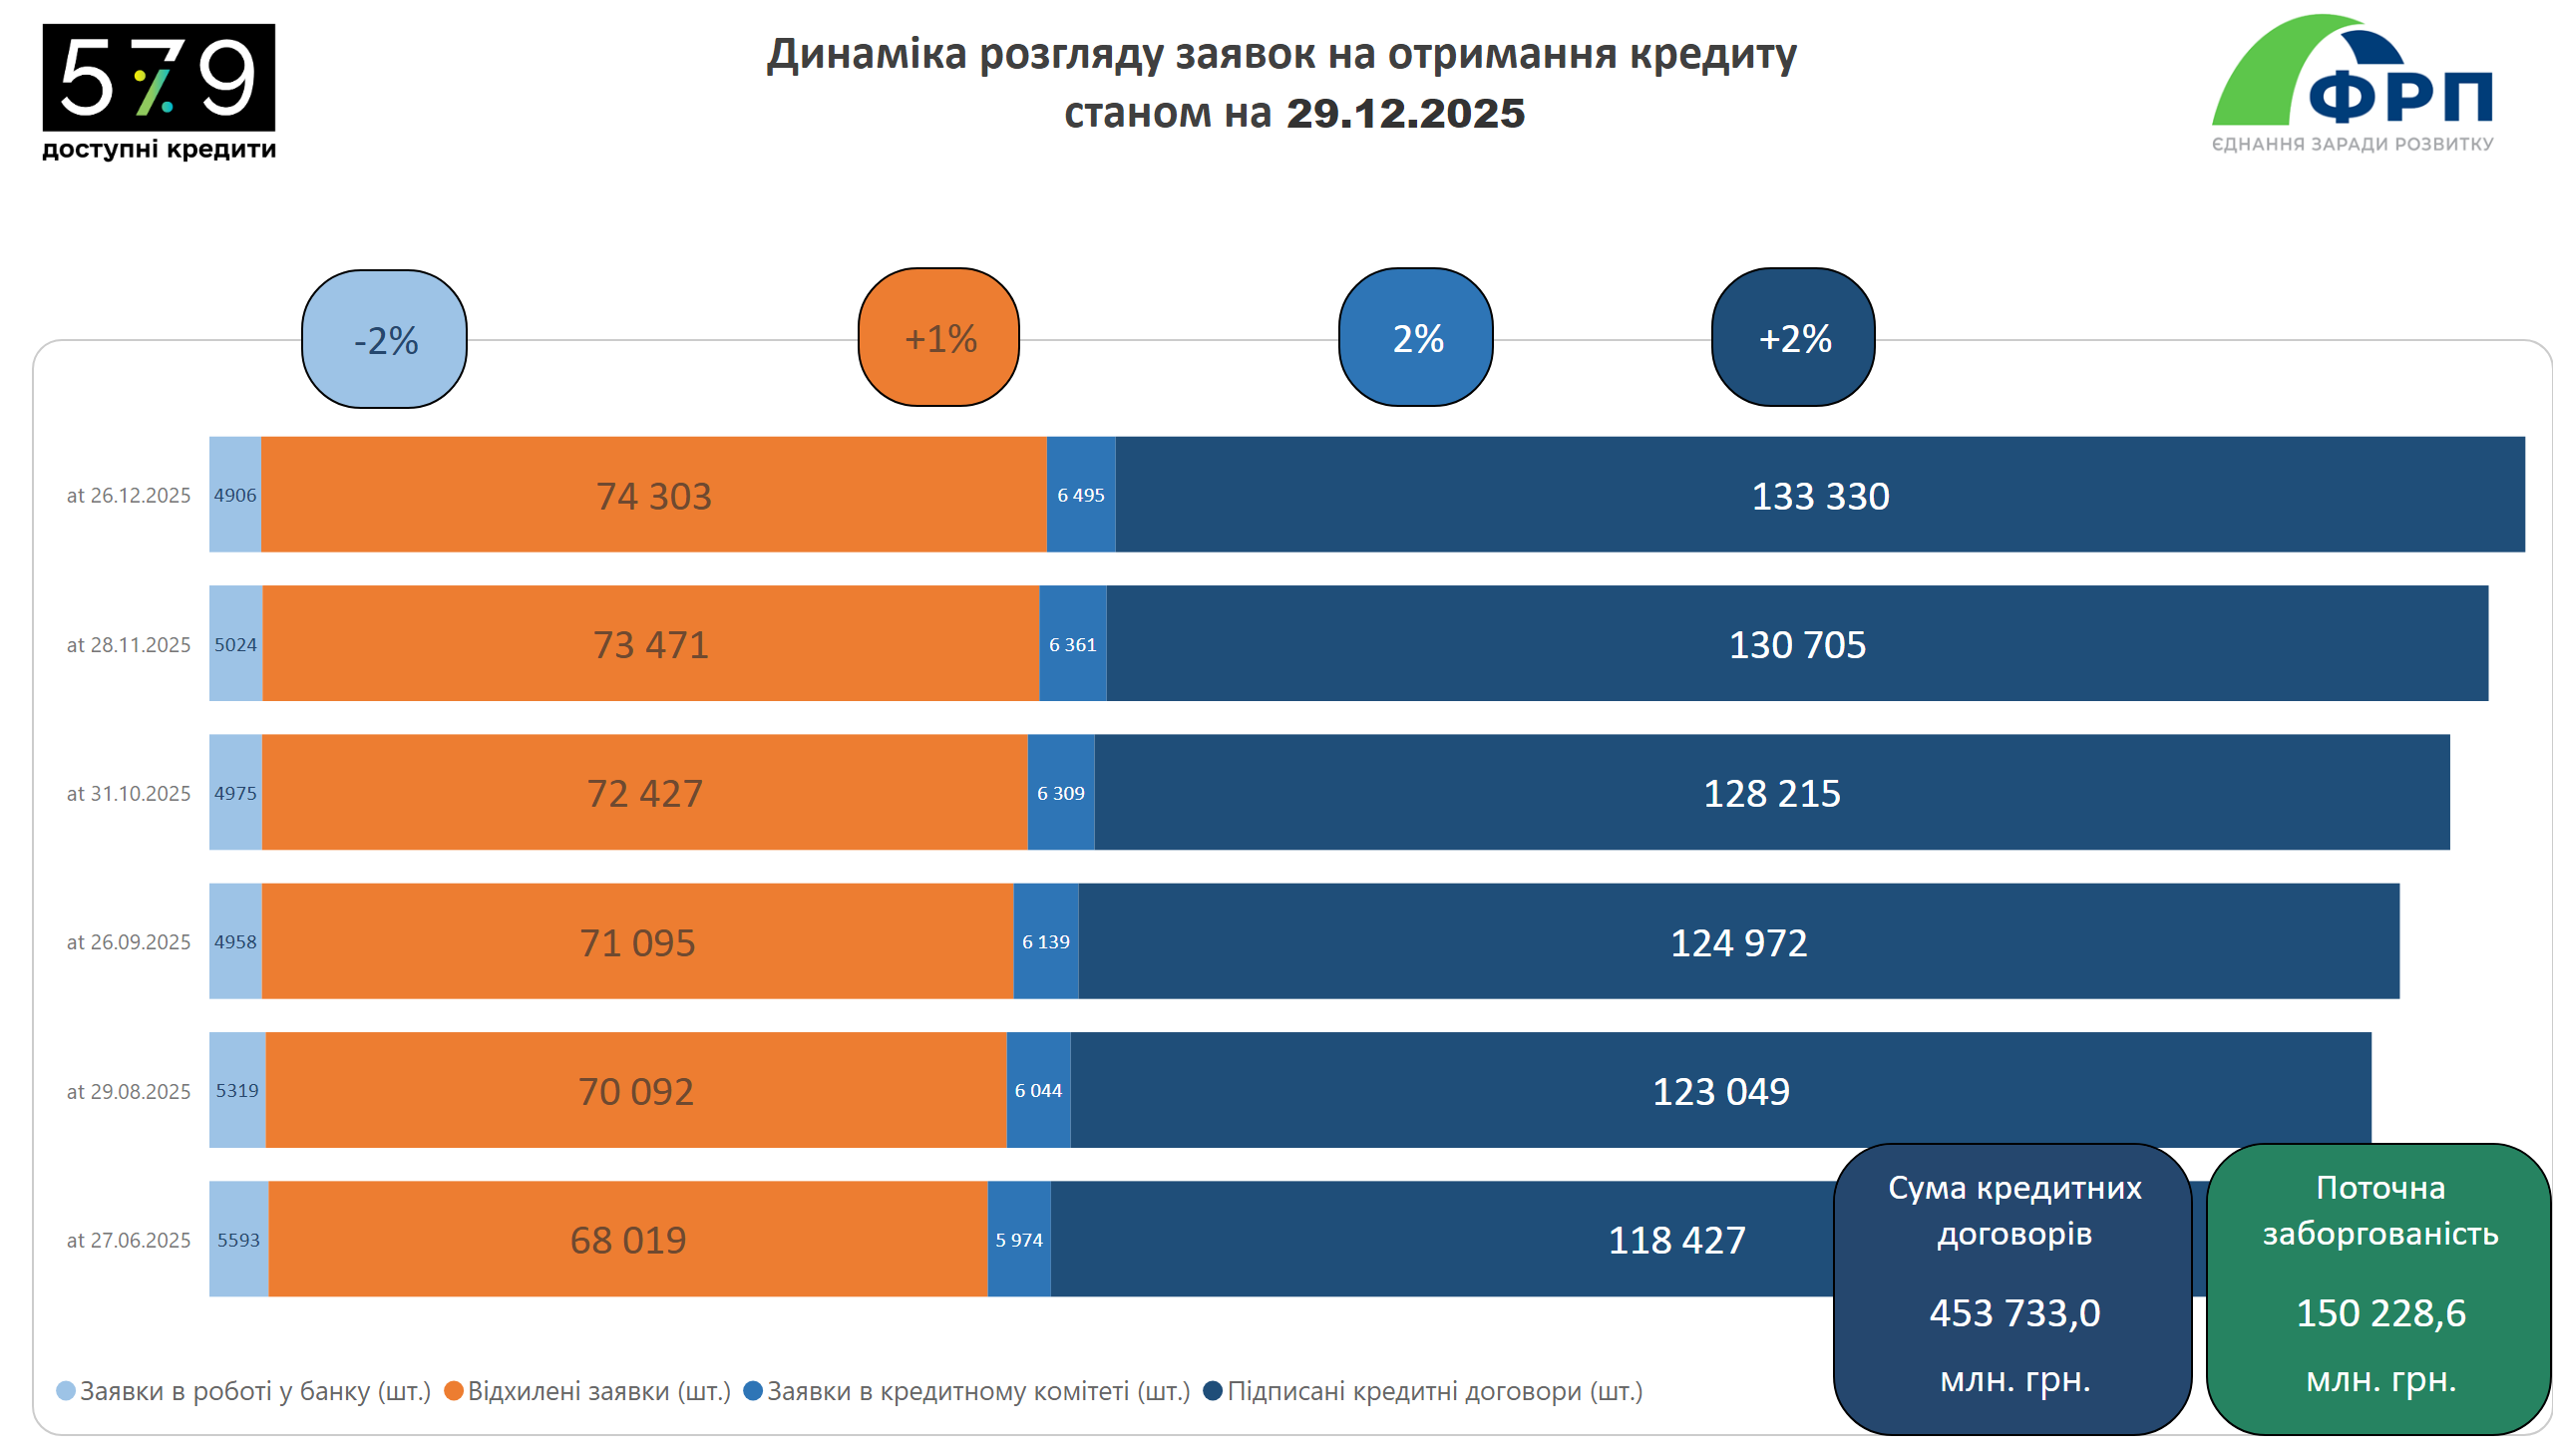 5%9
доступні кредити
Динаміка розгляду заявок на отримання кредиту
станом на 29.12.2025
ФРП
ЄДНАННЯ ЗАРАДИ РОЗВИТКУ
-2% +1% 2% +2%
at 26.12.2025 4906 74 303 6 495 133 330
at 28.11.2025 5024 73 471 6 361 130 705
at 31.10.2025 4975 72 427 6 309 128 215
at 26.09.2025 4958 71 095 6 139 124 972
at 29.08.2025 5319 70 092 6 044 123 049
at 27.06.2025 5593 68 019 5 974 118 427
Сума кредитних
договорів
453 733,0
млн. грн.
Поточна
заборгованість
150 228,6
млн. грн.
Заявки в роботі у банку (шт.) Відхилені заявки (шт.) Заявки в кредитному комітеті (шт.) Підписані кредитні договори (шт.)